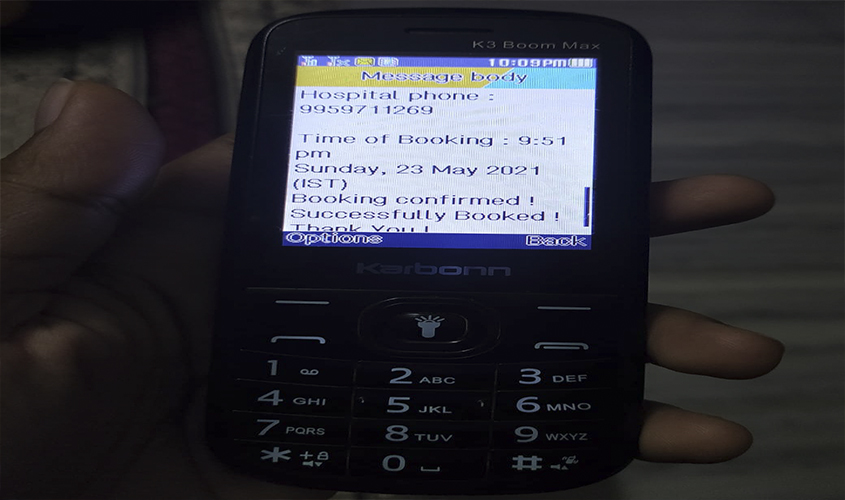 K3 Boom Max
10:09PM
Message body
Hospital phone :
9959711269
Time of Booking : 9:51
pm
Sunday, 23 May 2021
(IST)
Booking confirmed !
Successfully Booked !
Thank You !
Options Back
Karbonn
1 2 ABC 3 DEF
4 GHI 5 JKL 6 MNO
7 PQRS 8 TUV 9 WXYZ
* + 0 #